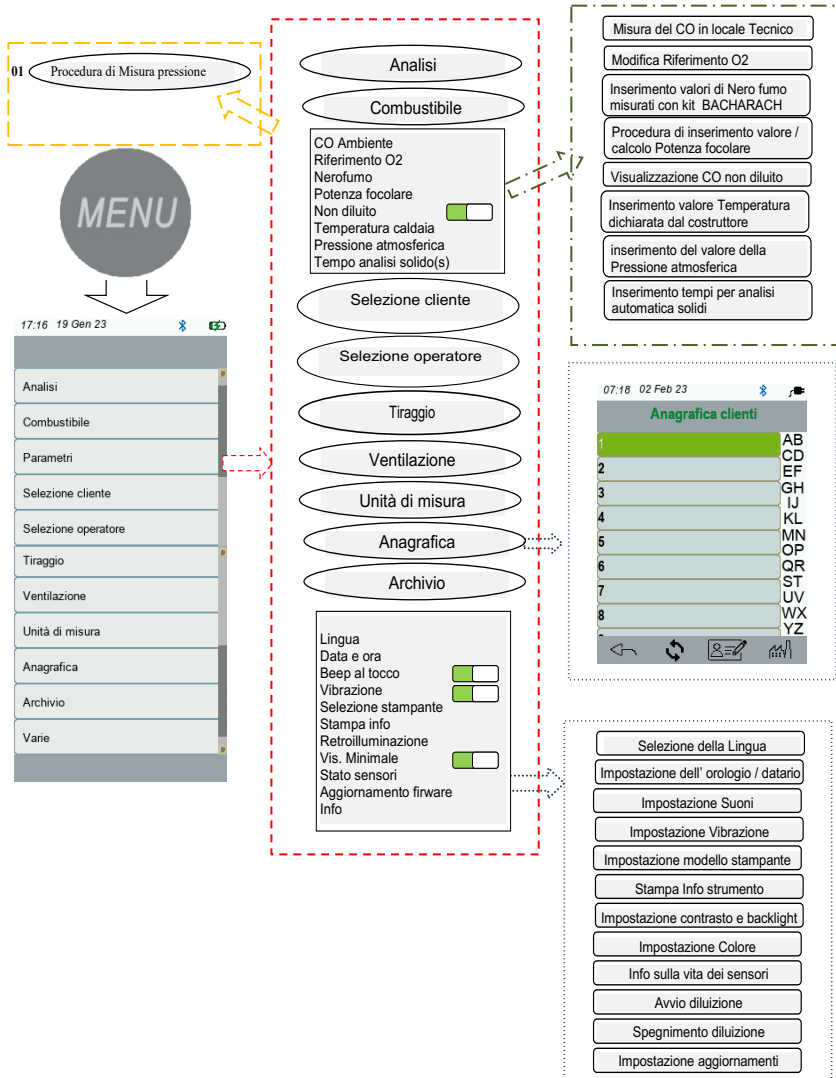 01
Procedura di Misura pressione
MENU
17:16 19 Gen 23
Analisi
Combustibile
Parametri
Selezione cliente
Selezione operatore
Tiraggio
Ventilazione
Unità di misura
Anagrafica
Archivio
Varie
Analisi
Combustibile
CO Ambiente
Riferimento O2
Nerofumo
Potenza focolare
Non diluito
Temperatura caldaia
Pressione atmosferica
Tempo analisi solido(s)
Selezione cliente
Selezione operatore
Tiraggio
Ventilazione
Unità di misura
Anagrafica
Archivio
Lingua
Data e ora
Beep al tocco
Vibrazione
Selezione stampante
Stampa info
Retroilluminazione
Vis. Minimale
Stato sensori
Aggiornamento firware
Info
Misura del CO in locale Tecnico
Modifica Riferimento O2
Inserimento valori di Nero fumo
misurati con kit BACHARACH
Procedura di inserimento valore /
calcolo Potenza focolare
Visualizzazione CO non diluito
Inserimento valore Temperatura
dichiarata dal costruttore
inserimento del valore della
Pressione atmosferica
Inserimento tempi per analisi
automatica solidi
07:18 02 Feb 23
Anagrafica clienti
1
2
3
4
5
6
7
8
AB
CD
EF
GH
IJ
KL
MN
OP
QR
ST
UV
WX
YZ
Selezione della Lingua
Impostazione dell' orologio / datario
Impostazione Suoni
Impostazione Vibrazione
Impostazione modello stampante
Stampa Info strumento
Impostazione contrasto e backlight
Impostazione Colore
Info sulla vita dei sensori
Avvio diluizione
Spegnimento diluizione
Impostazione aggiornamenti